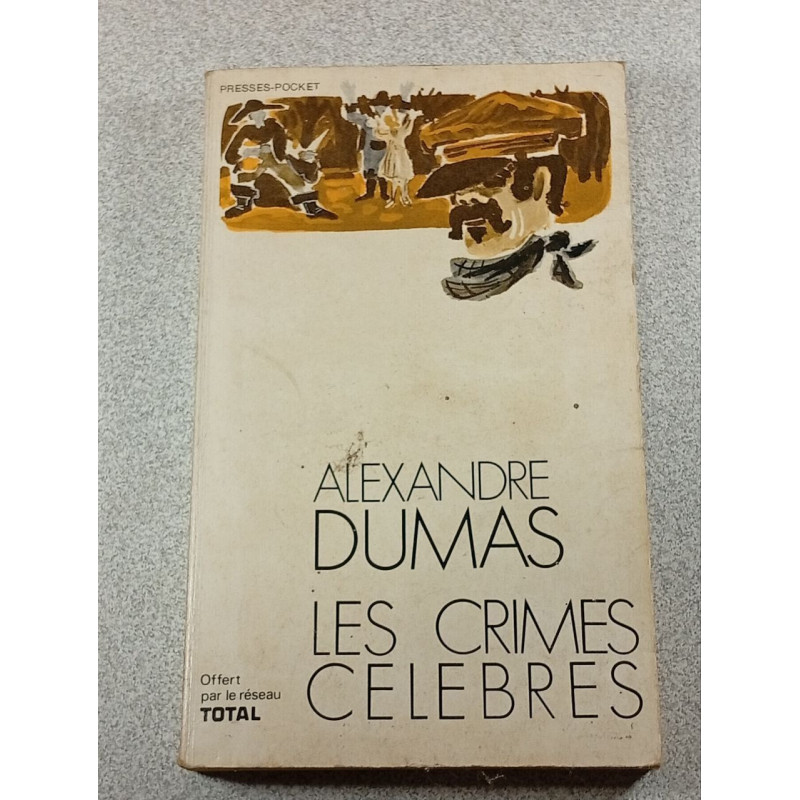 PRESSES-POCKET
ALEXANDRE
DUMAS
LES CRIMES
CELEBRES
Offert
par le réseau
TOTAL